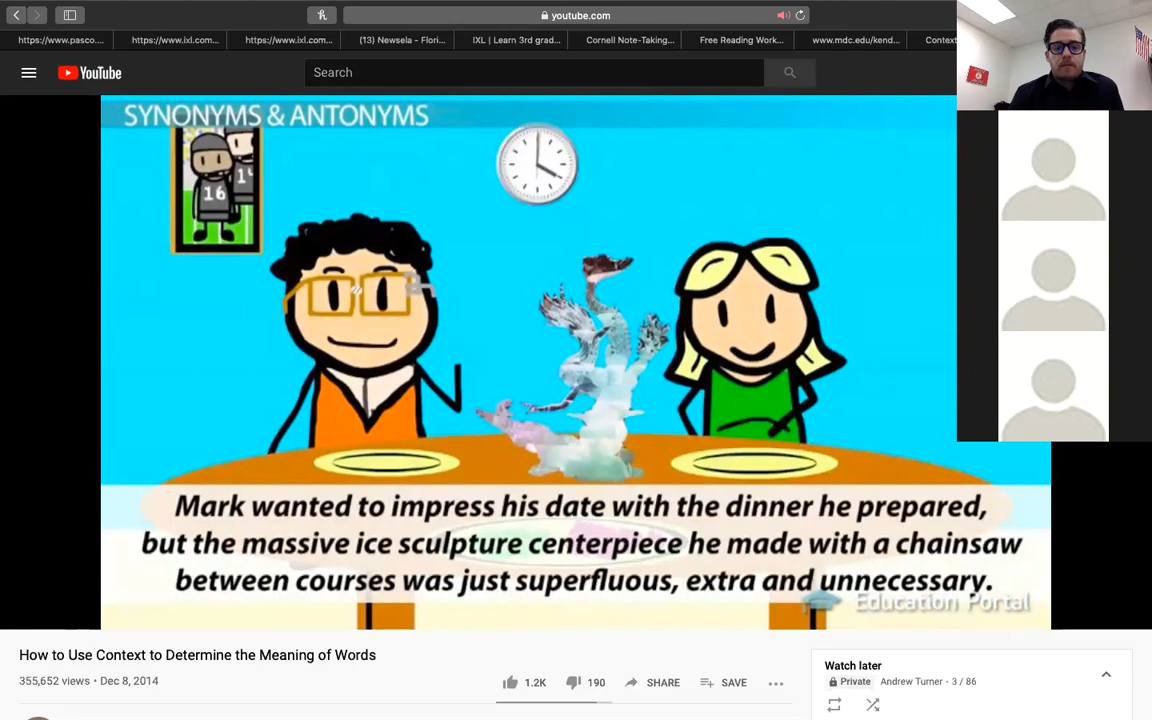 youtube.com
https://www.pasco....
https://www.ixl.com...
https://www.ixl.com...
(13) Newsela - Flori...
IXL | Learn 3rd grad...
Cornell Note-Taking...
Free Reading Work...
www.mdc.edu/kend...
Context
YouTube
Search
SYNONYMS & ANTONYMS
16
1
Mark wanted to impress his date with the dinner he prepared,
but the massive ice sculpture centerpiece he made with a chainsaw
between courses was just superfluous, extra and unnecessary.
Education Portal
How to Use Context to Determine the Meaning of Words
355,652 views • Dec 8, 2014
1.2K
190
SHARE
SAVE
Watch later
Private
Andrew Turner - 3 / 86